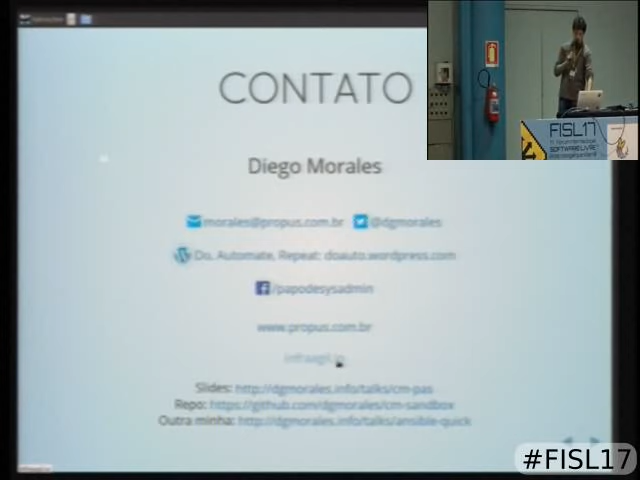 CONTATO
Diego Morales
morales@propus.com.br @dgmorales
Do. Automate, Repeat: doauto.wordpress.com
/papodesysadmin
www.propus.com.br
Slides: http://dgmorales.info/talks/cm-pas
Repo: https://github.com/dgmorales/cm-sandbox
Outra minha: http://dgmorales.info/talks/ansible-quick
FISL17
SOFTWARE LIVRE
#FISL17